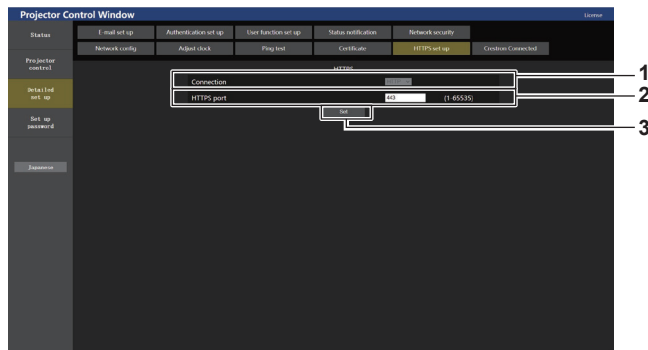 Projector Control Window
License
Status
E-mail set up
Authentication set up
User function set up
Status notification
Network security
Network config
Adjust clock
Ping test
Certificate
HTTPS set up
Crestron Connected
Projector
control
HTTPS
Connection
1
HTTPS port
443
(1-65535)
2
Detailed
set up
Set
3
Set up
password
Japanese